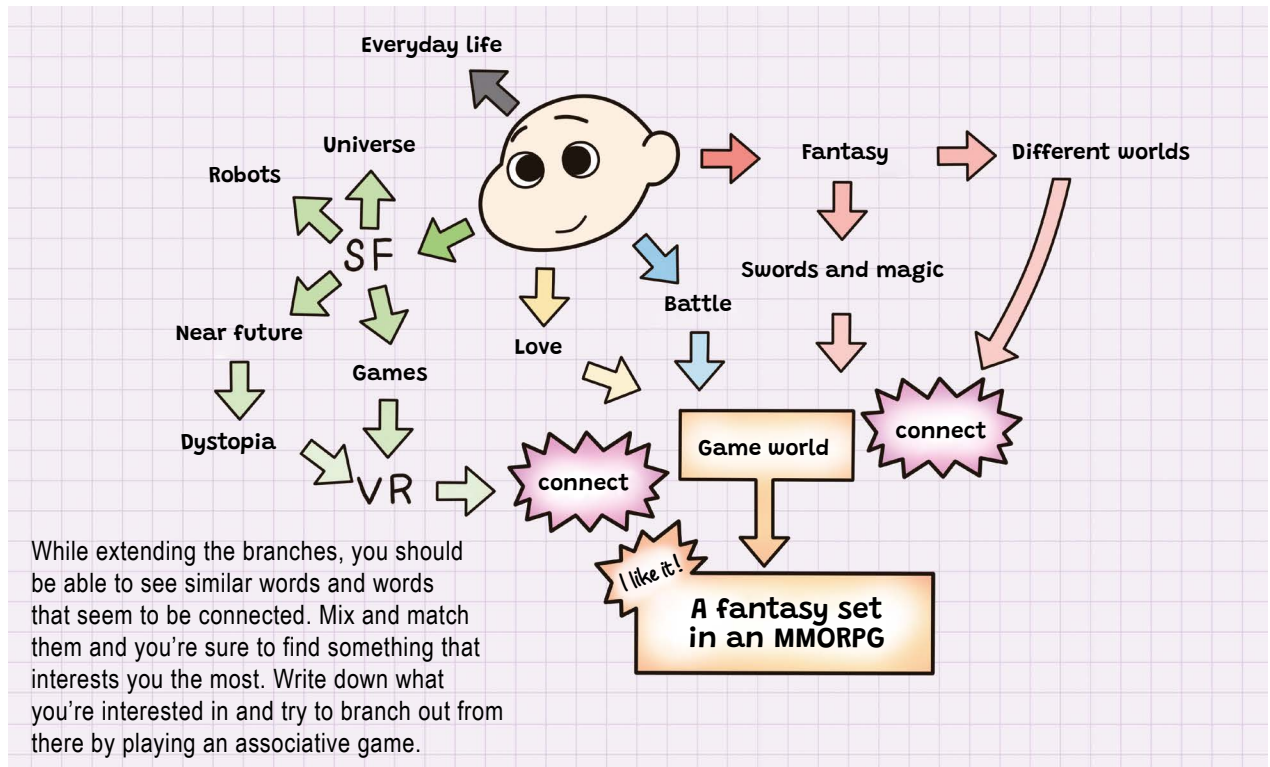 Everyday life
Universe
Robots
SF
Near future
Games
Dystopia
VR
Love
Battle
Fantasy
Different worlds
Swords and magic
connect
Game world
connect
I like it!
A fantasy set
in an MMORPG
While extending the branches, you should
be able to see similar words and words
that seem to be connected. Mix and match
them and you’re sure to find something that
interests you the most. Write down what
you’re interested in and try to branch out from
there by playing an associative game.